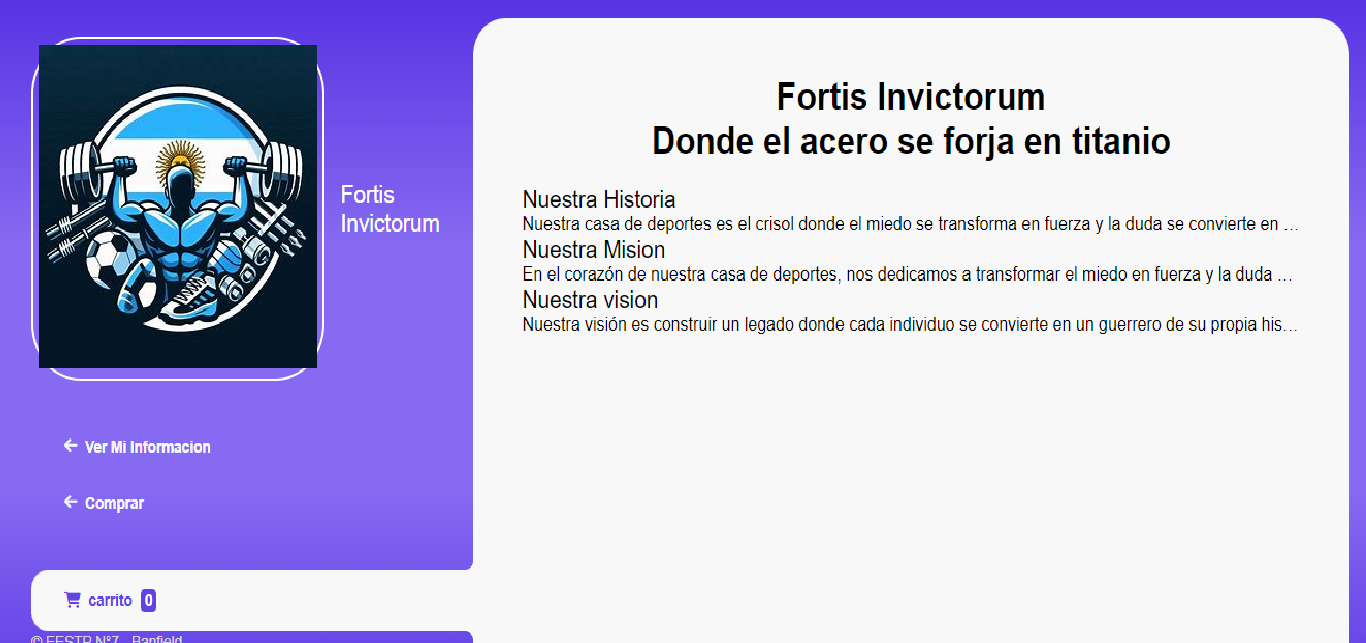 Fortis
Invictorum
Ver Mi Informacion
Comprar
carrito 0
© EESTP N°7 - Banfield
Fortis Invictorum
Donde el acero se forja en titanio
Nuestra Historia
Nuestra casa de deportes es el crisol donde el miedo se transforma en fuerza y la duda se convierte en ...
Nuestra Mision
En el corazón de nuestra casa de deportes, nos dedicamos a transformar el miedo en fuerza y la duda ...
Nuestra vision
Nuestra visión es construir un legado donde cada individuo se convierte en un guerrero de su propia his...